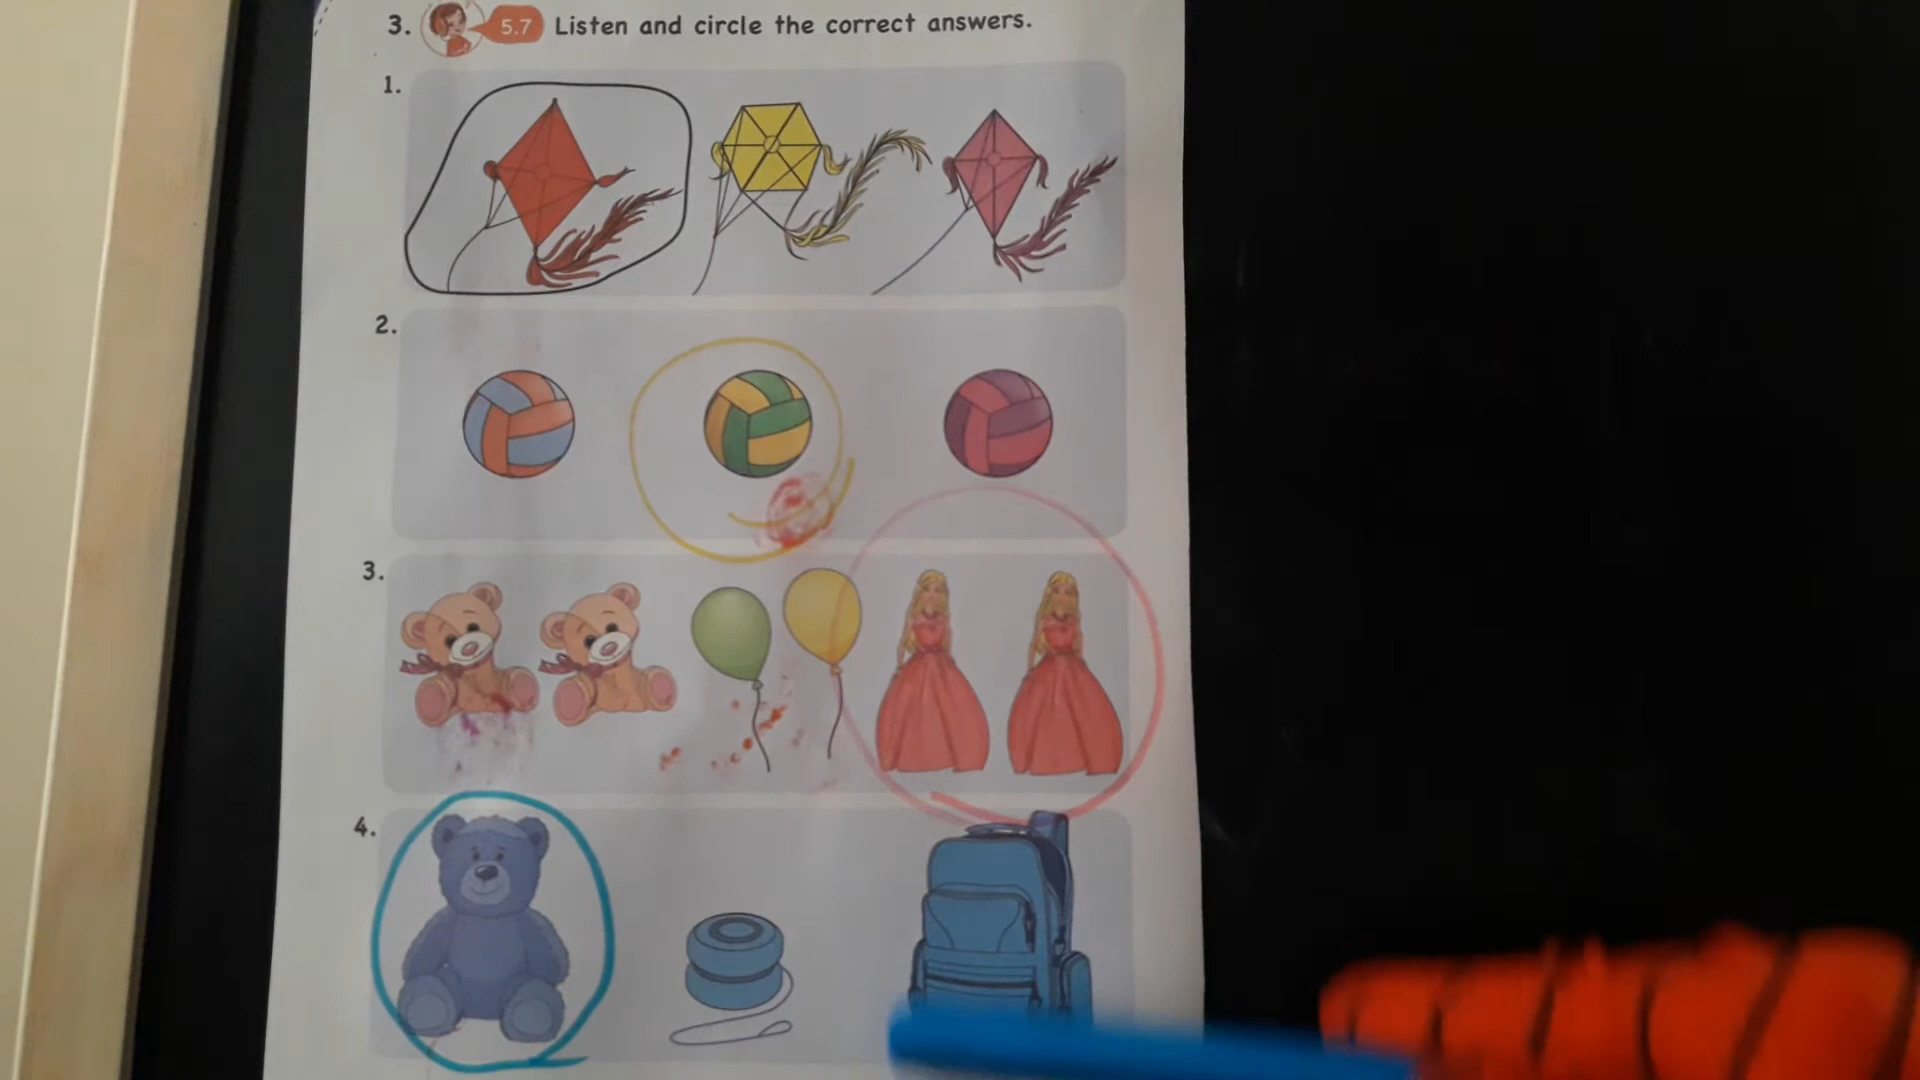 3. 5.7 Listen and circle the correct answers.
1.
2.
3.
4.